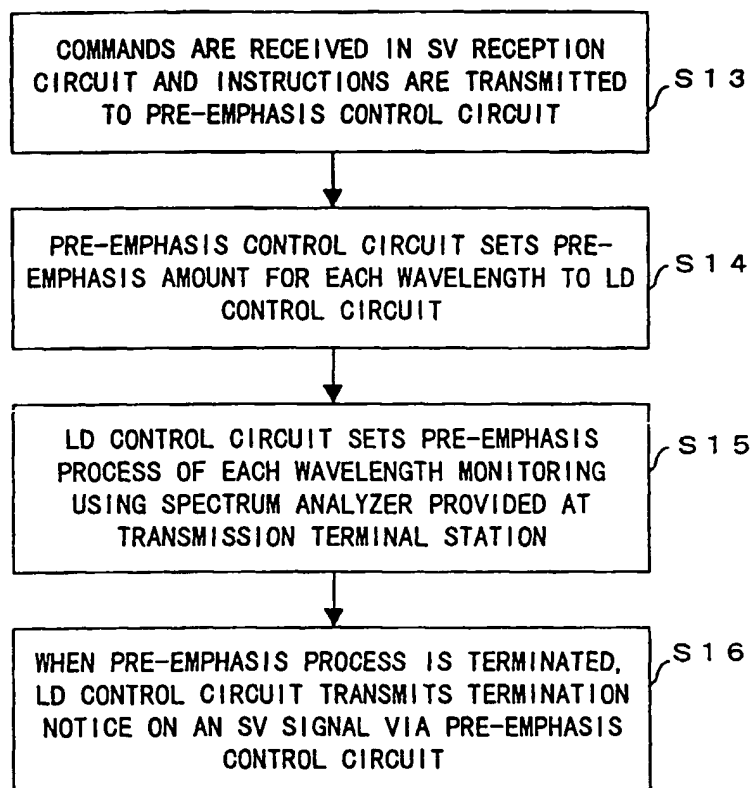 COMMANDS ARE RECEIVED IN SV RECEPTION
CIRCUIT AND INSTRUCTIONS ARE TRANSMITTED
TO PRE-EMPHASIS CONTROL CIRCUIT
S13
PRE-EMPHASIS CONTROL CIRCUIT SETS PRE-
EMPHASIS AMOUNT FOR EACH WAVELENGTH TO LD
CONTROL CIRCUIT
S14
LD CONTROL CIRCUIT SETS PRE-EMPHASIS
PROCESS OF EACH WAVELENGTH MONITORING
USING SPECTRUM ANALYZER PROVIDED AT
TRANSMISSION TERMINAL STATION
S15
WHEN PRE-EMPHASIS PROCESS IS TERMINATED,
LD CONTROL CIRCUIT TRANSMITS TERMINATION
NOTICE ON AN SV SIGNAL VIA PRE-EMPHASIS
CONTROL CIRCUIT
S16